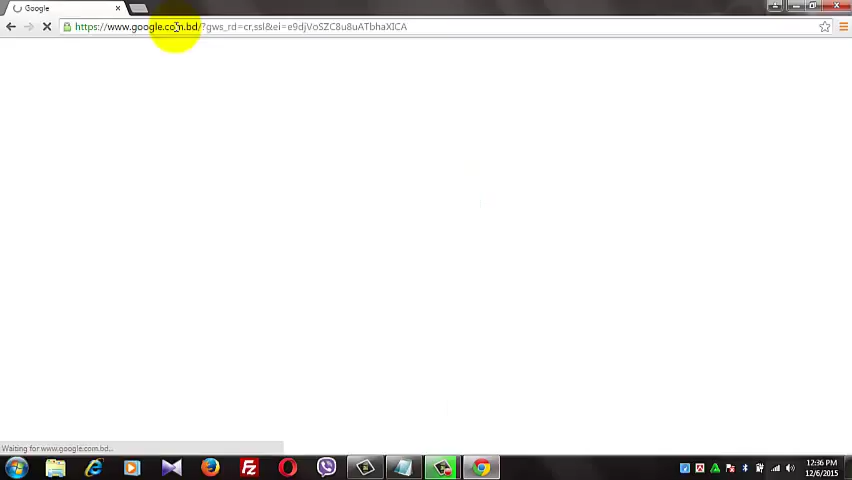 Google
https://www.google.com.bd/?gws_rd=cr,ssl&ei=e9djVoSZC8u8uATbhaXICA
Waiting for www.google.com.bd...
12:36 PM
12/6/2015